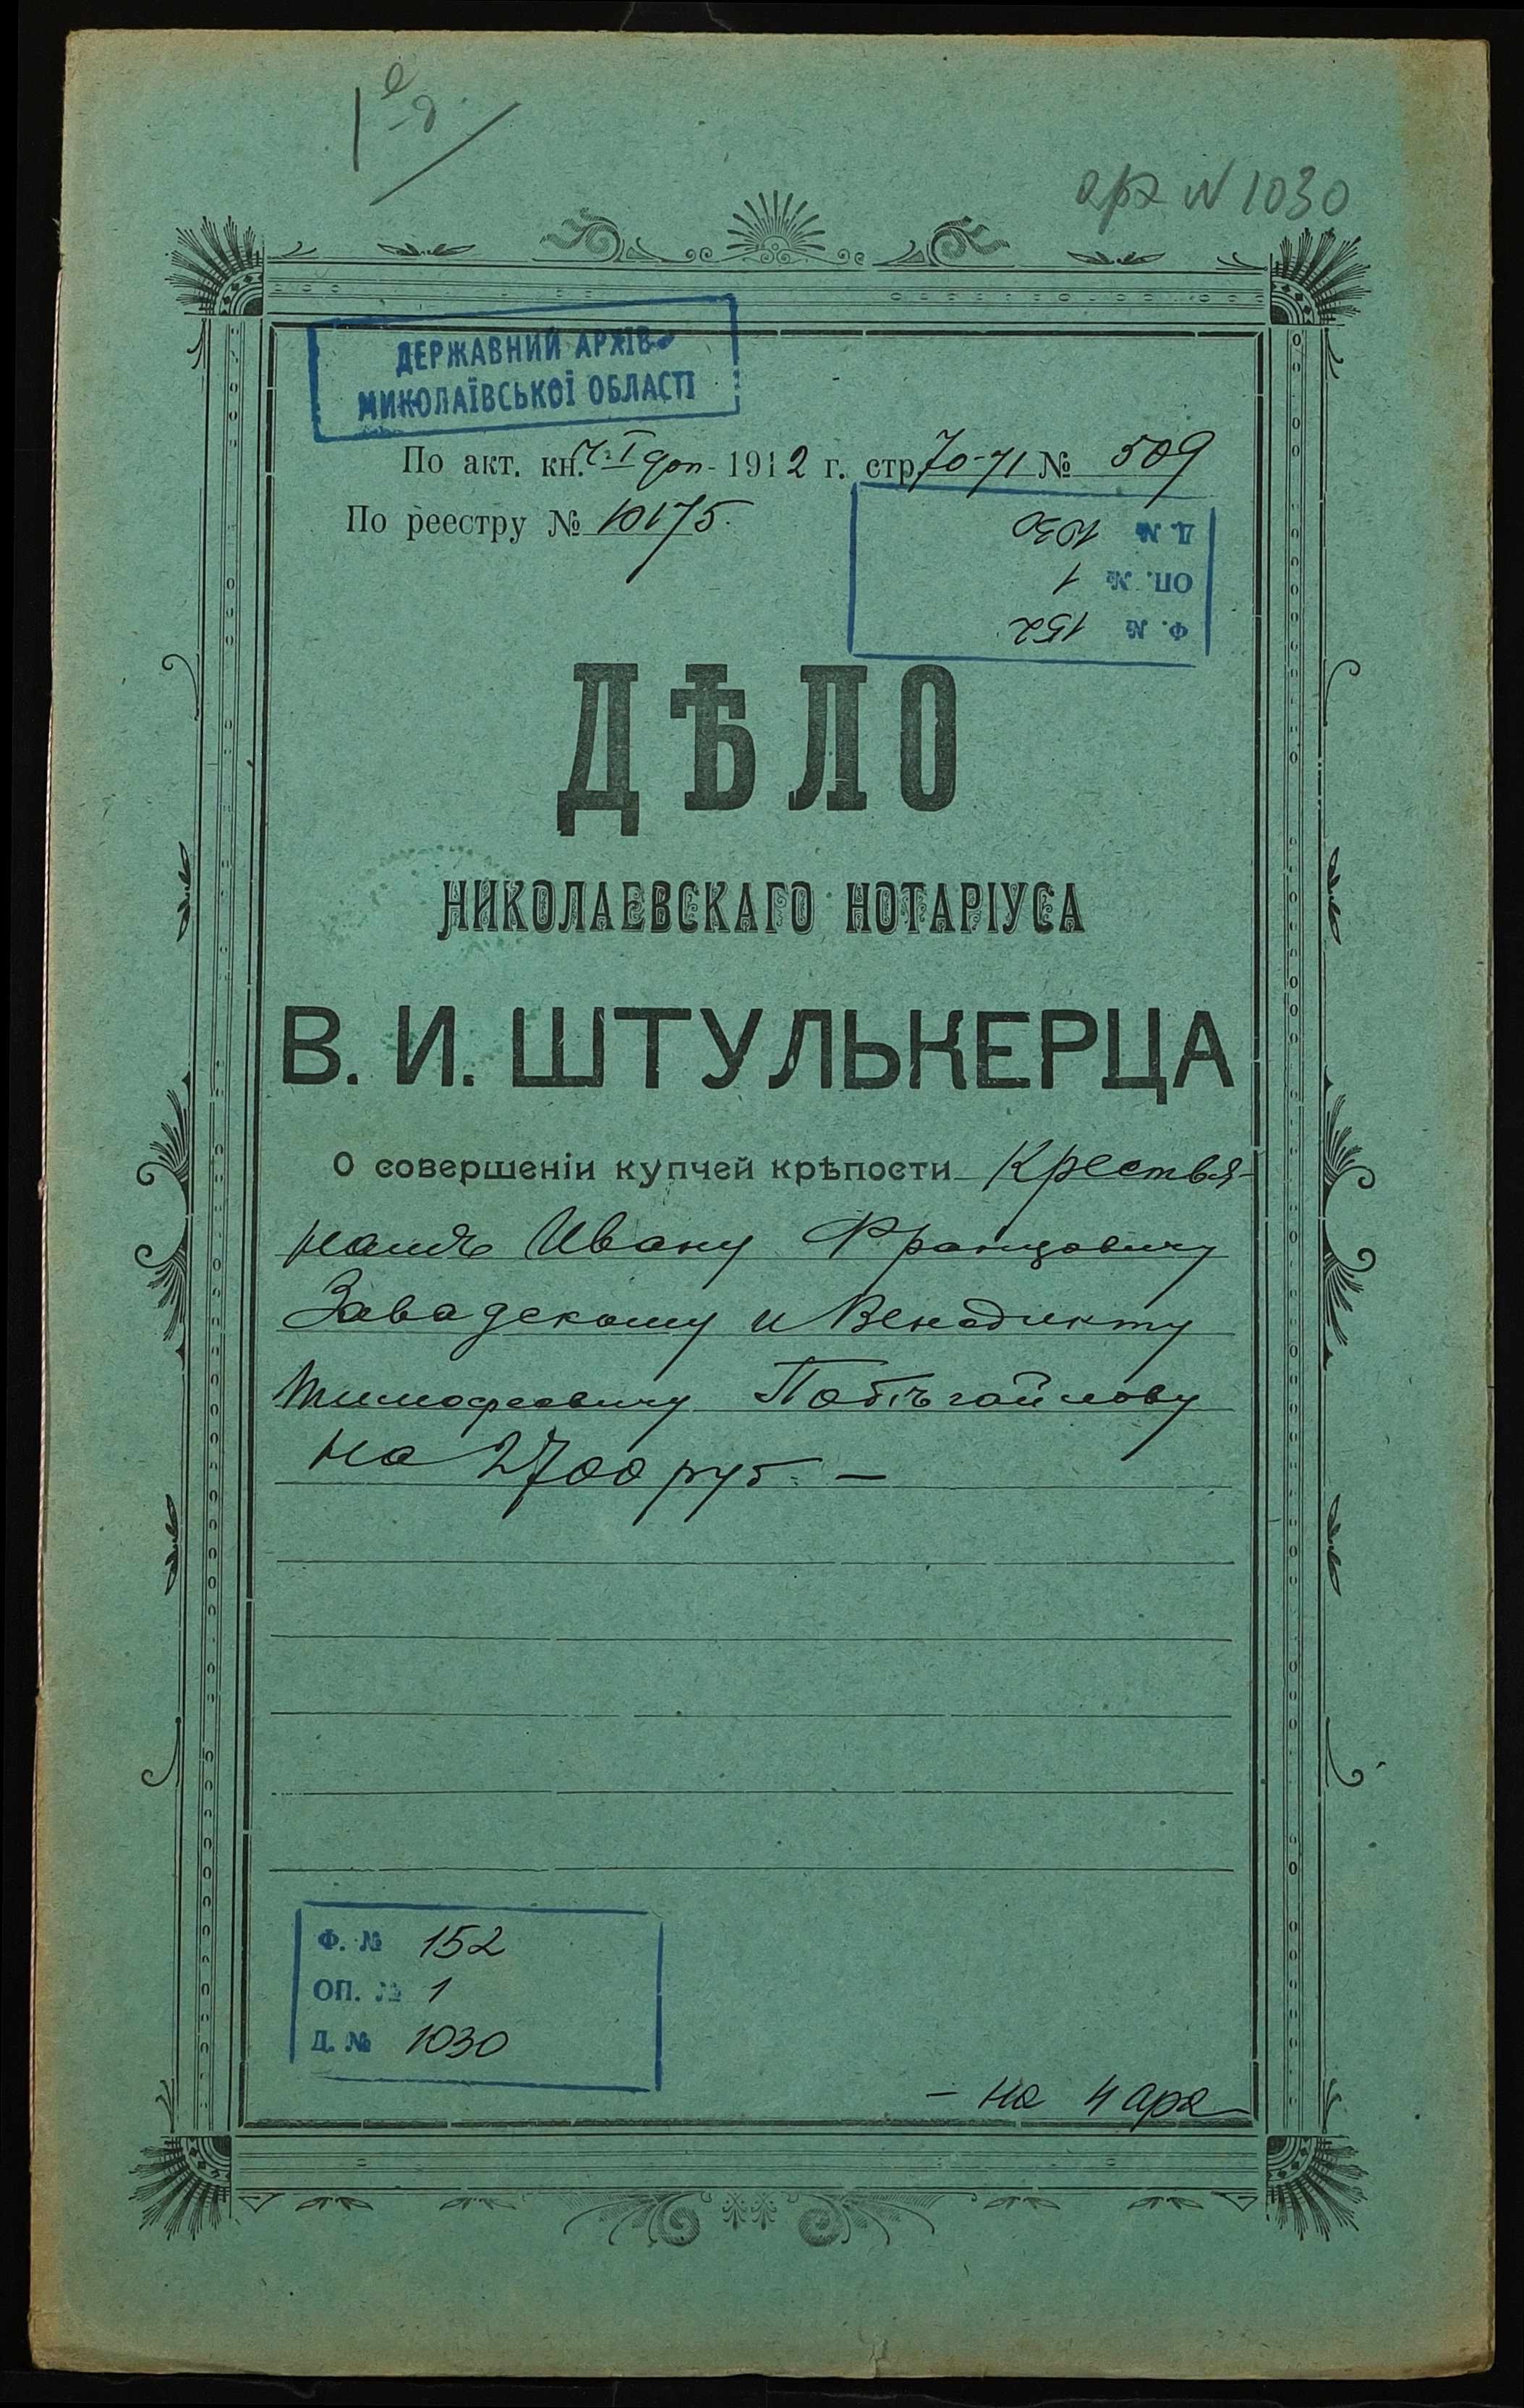 арх N 1030
ДЕРЖАВНИЙ АРХІВ
МИКОЛАЇВСЬКОЇ ОБЛАСТІ
По акт. кн. ч. I доп - 1912 г. стр 70-71 № 509
По реестру № 10175.
Д. № 1030
ОП. № 1
Ф. № 152
ДѢЛО
НИКОЛАЕВСКАГО НОТАРІУСА
В. И. ШТУЛЬКЕРЦА
О совершеніи купчей крѣпости Крестья-
намъ Ивану Францовичу
Завадскому и Венедикту
Тимофеевичу Побѣгайлову
на 2700 руб. —
Ф. № 152
ОП. № 1
Д. № 1030
- на 4 арк